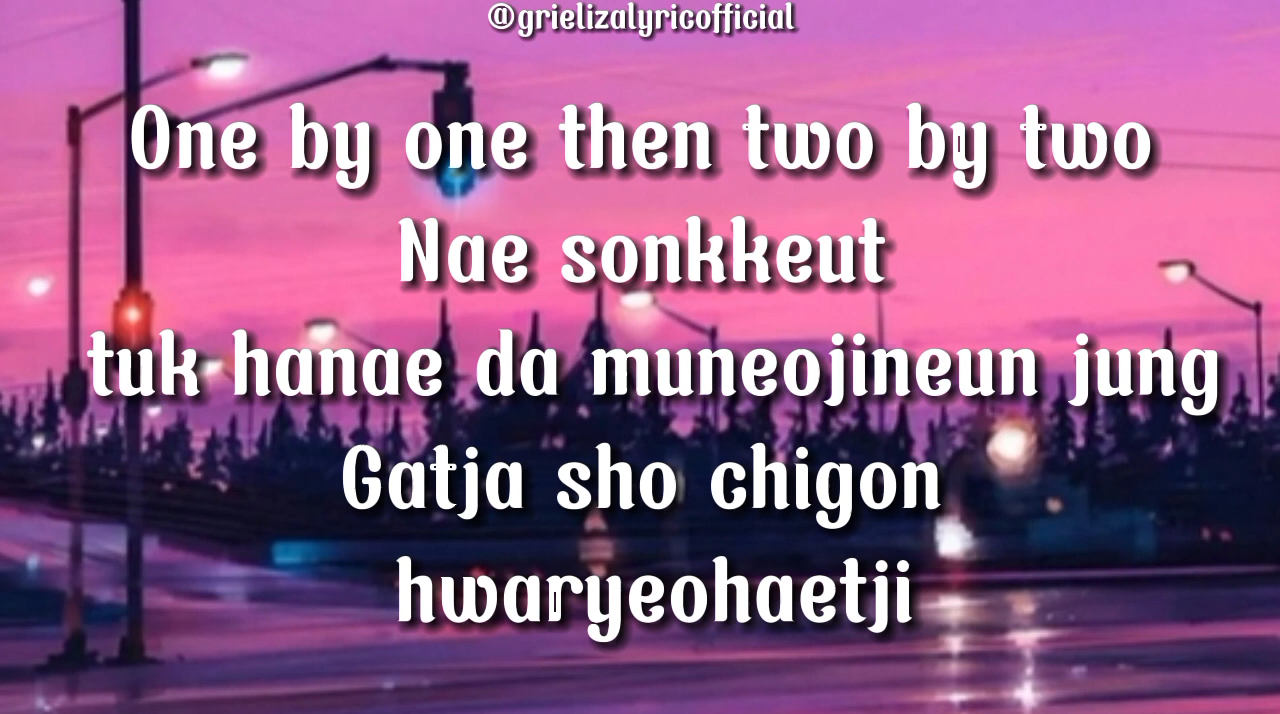 @grielizalyricofficial
One by one then two by two
Nae sonkkeut
tuk hanae da muneojineun jung
Gatja sho chigon
hwaryeohaetji